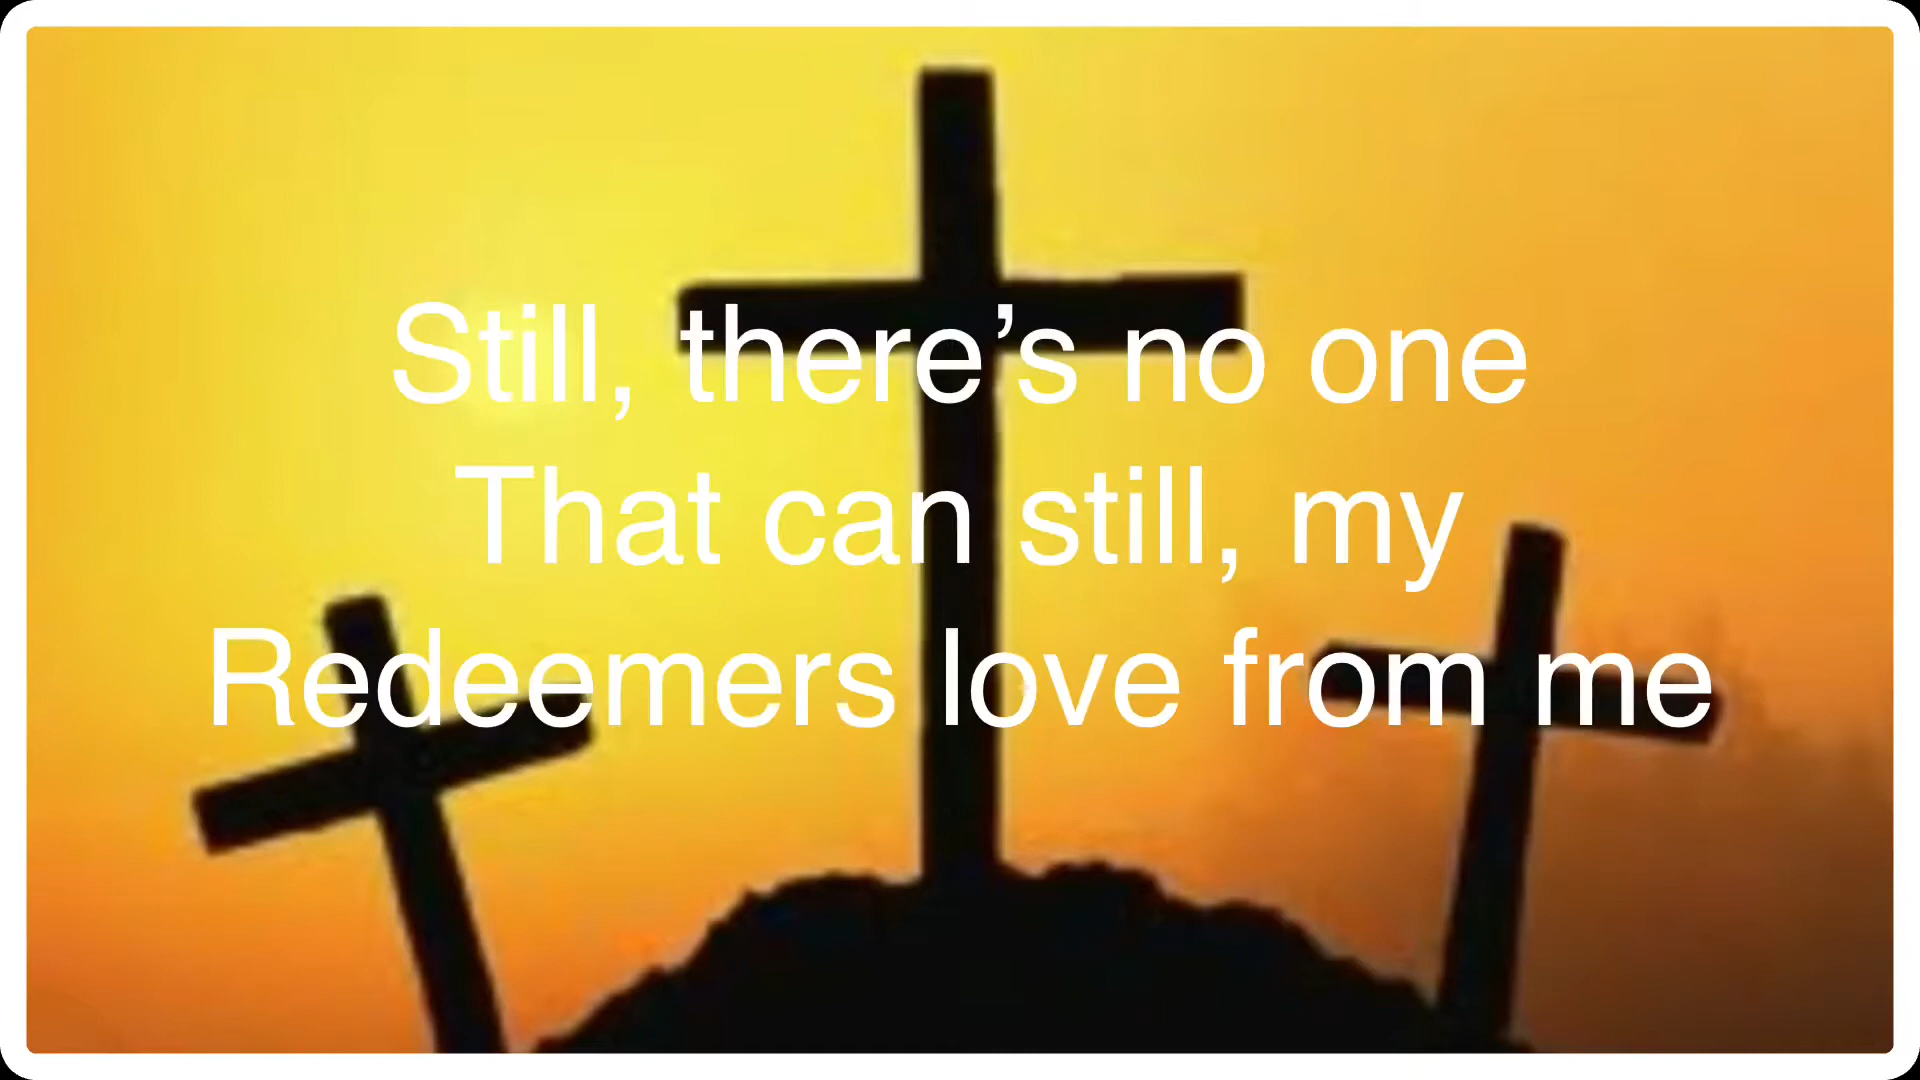 Still, there’s no one
That can still, my
Redeemers love from me